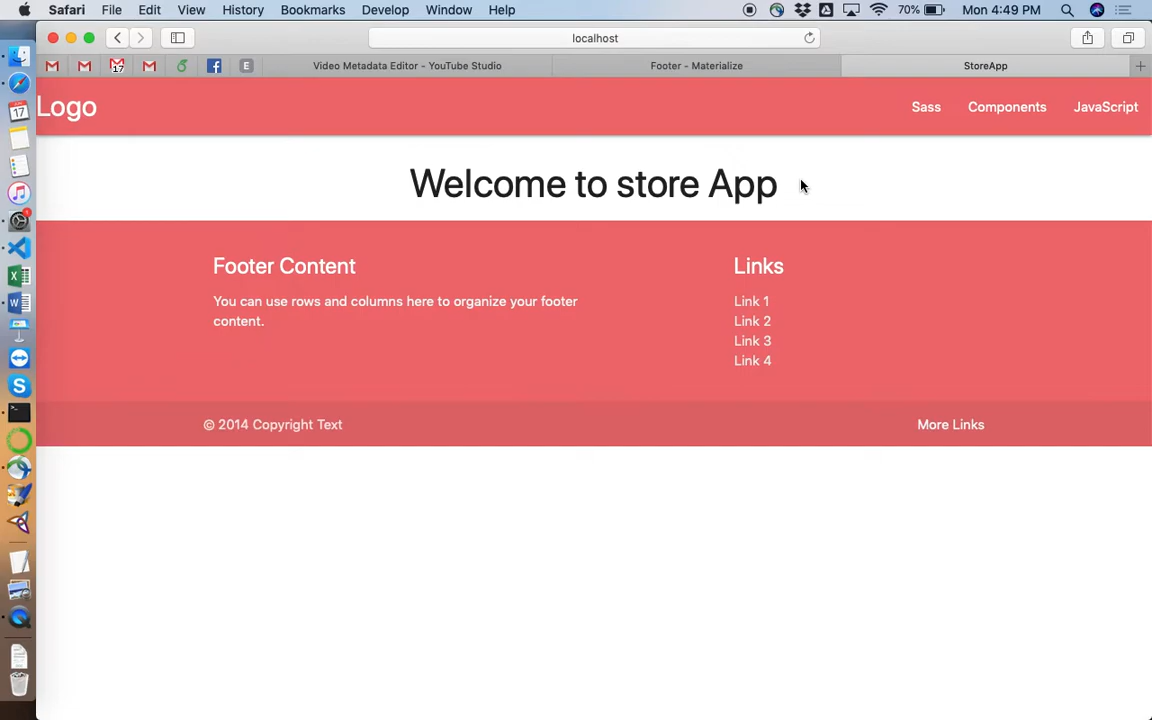 Safari File Edit View History Bookmarks Develop Window Help 70% Mon 4:49 PM
localhost
17 E Video Metadata Editor - YouTube Studio Footer - Materialize StoreApp
Logo Sass Components JavaScript
17
Welcome to store App
Footer Content Links
You can use rows and columns here to organize your footer
content.
Link 1
Link 2
Link 3
Link 4
© 2014 Copyright Text More Links